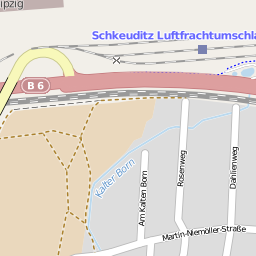 ipzig
Schkeuditz Luftfrachtumschla
B 6
Kalter Born
Am Kalten Born
Rosenweg
Dahlienweg
Martin-Niemöller-Straße